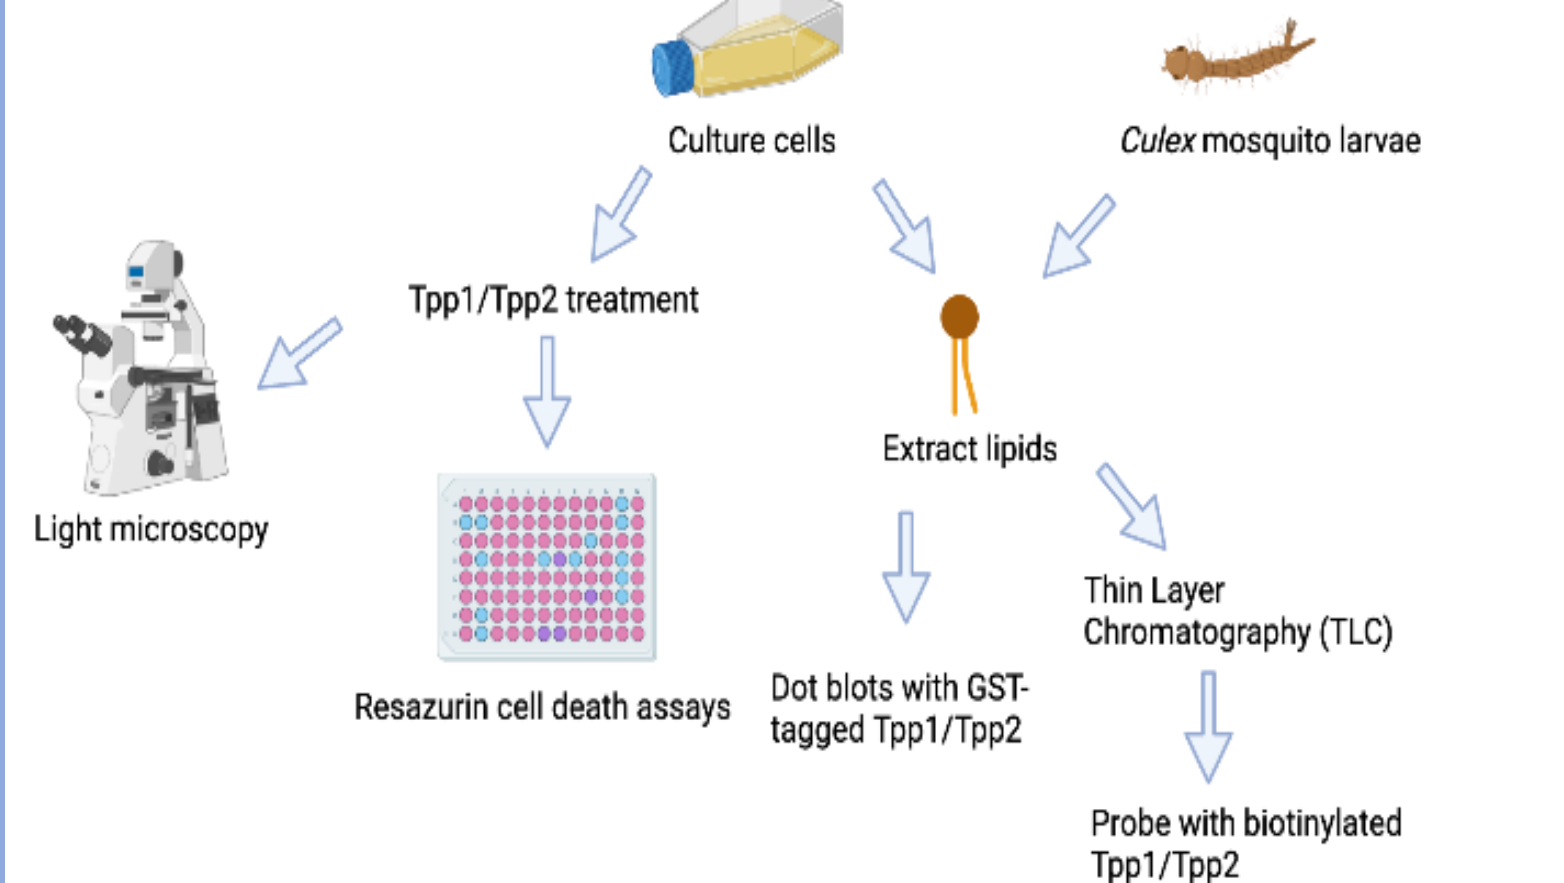 Culture cells
Culex mosquito larvae
Tpp1/Tpp2 treatment
Extract lipids
Light microscopy
Thin Layer
Chromatography (TLC)
Resazurin cell death assays
Dot blots with GST-
tagged Tpp1/Tpp2
Probe with biotinylated
Tpp1/Tpp2